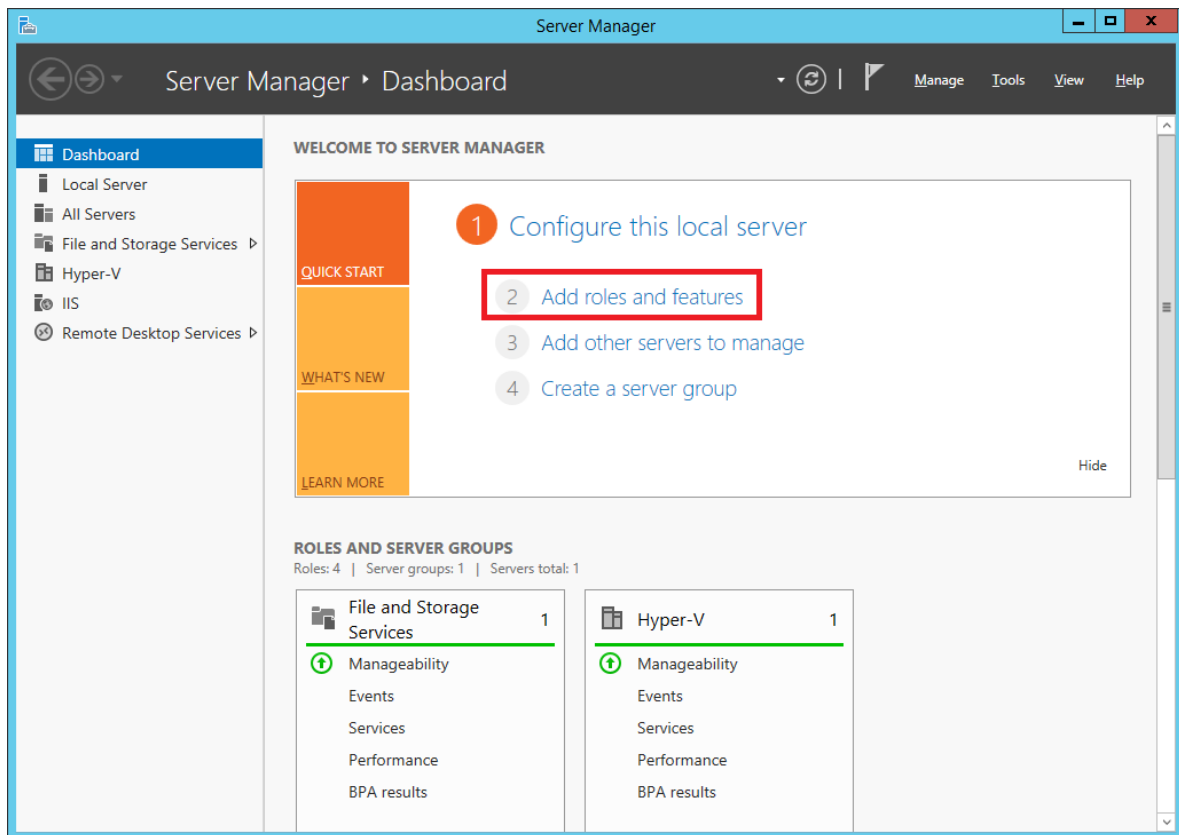 Server Manager
Server Manager ‣ Dashboard
Manage Tools View Help
Dashboard
Local Server
All Servers
File and Storage Services
Hyper-V
IIS
Remote Desktop Services
WELCOME TO SERVER MANAGER
QUICK START
WHAT'S NEW
LEARN MORE
1 Configure this local server
2 Add roles and features
3 Add other servers to manage
4 Create a server group
Hide
ROLES AND SERVER GROUPS
Roles: 4 | Server groups: 1 | Servers total: 1
File and Storage
Services 1
Manageability
Events
Services
Performance
BPA results
Hyper-V 1
Manageability
Events
Services
Performance
BPA results